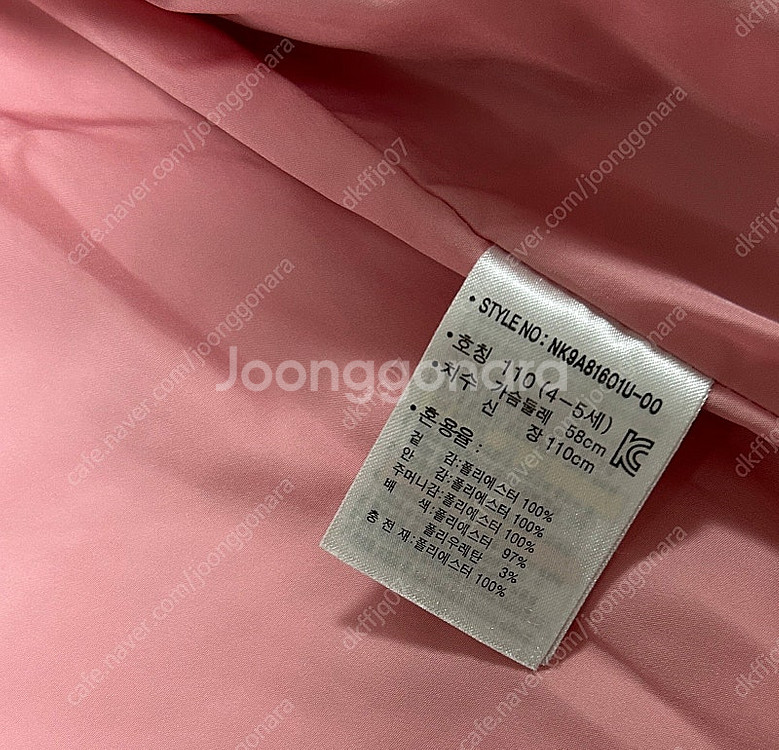 • STYLE NO : NK9A81601U-00
• 호칭 110 (4-5세)
• 치수 가슴둘레 58cm
신 장 110cm
• 혼용율 :
겉 감:폴리에스터 100%
안 감:폴리에스터 100%
주머니감:폴리에스터 100%
배 색:폴리에스터 97%
폴리우레탄 3%
충 전 재:폴리에스터 100%
KC
Joonggonara
cafe.naver.com/joonggonara
dkffjq07